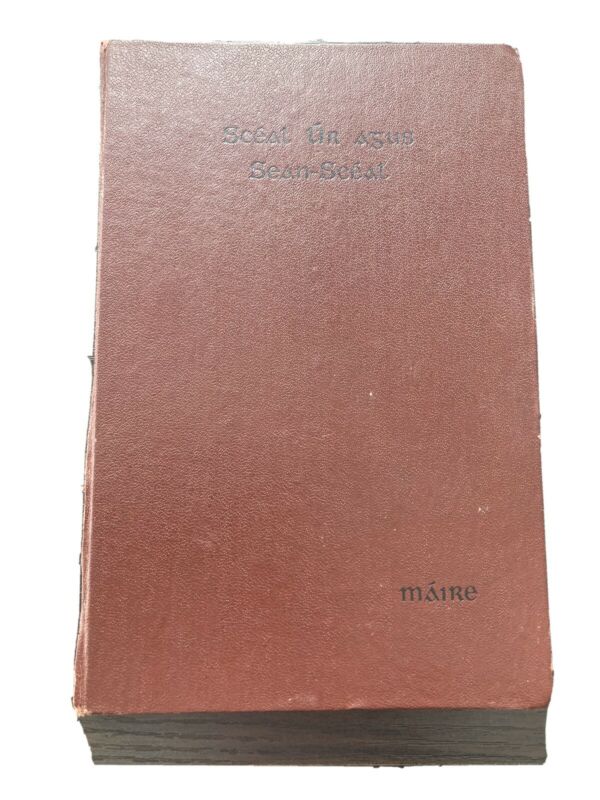 Scéal Úr agus
Sean-Scéal
máire